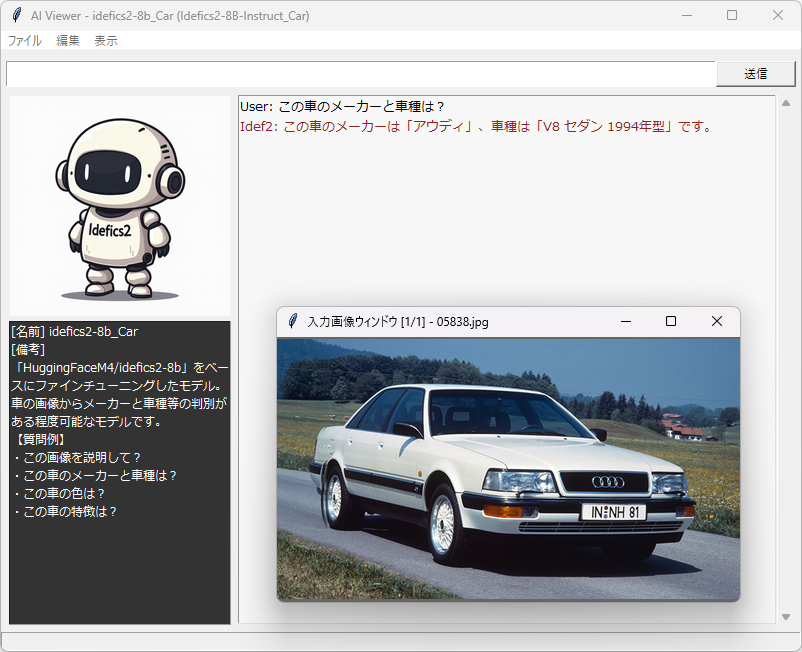 AI Viewer - idefics2-8b_Car (Idefics2-8B-Instruct_Car)
ファイル 編集 表示
送信
Idefics2
[名前] idefics2-8b_Car
[備考]
「HuggingFaceM4/idefics2-8b」をベー
スにファインチューニングしたモデル。
車の画像からメーカーと車種等の判別が
ある程度可能なモデルです。
【質問例】
・この画像を説明して？
・この車のメーカーと車種は？
・この車の色は？
・この車の特徴は？
User: この車のメーカーと車種は？
Idef2: この車のメーカーは「アウディ」、車種は「V8 セダン 1994年型」です。
入力画像ウィンドウ [1/1] - 05838.jpg
IN NH 81